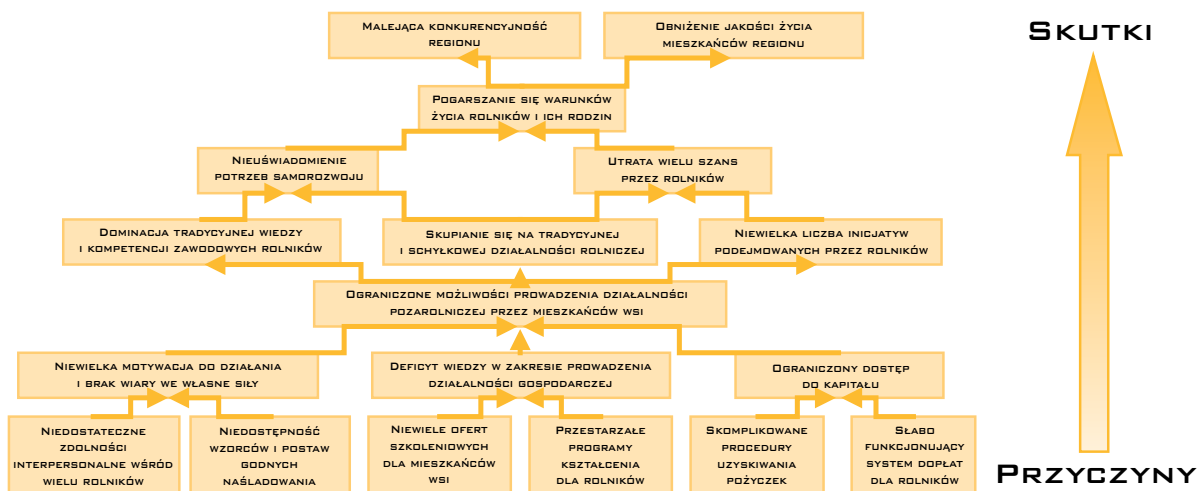 Malejąca konkurencyjność
regionu
Obniżenie jakości życia
mieszkańców regionu
Skutki
Pogarszanie się warunków
życia rolników i ich rodzin
Nieuświadomienie
potrzeb samorozwoju
Utrata wielu szans
przez rolników
Dominacja tradycyjnej wiedzy
i kompetencji zawodowych rolników
Skupianie się na tradycyjnej
i schyłkowej działalności rolniczej
Niewielka liczba inicjatyw
podejmowanych przez rolników
Ograniczone możliwości prowadzenia działalności
pozarolniczej przez mieszkańców wsi
Niewielka motywacja do działania
i brak wiary we własne siły
Deficyt wiedzy w zakresie prowadzenia
działalności gospodarczej
Ograniczony dostęp
do kapitału
Niedostateczne
zdolności
interpersonalne wśród
wielu rolników
Niedostępność
wzorców i postaw
godnych
naśladowania
Niewiele ofert
szkoleniowych
dla mieszkańców
wsi
Przestarzałe
programy
kształcenia
dla rolników
Skomplikowane
procedury
uzyskiwania
pożyczek
Słabo
funkcjonujący
system dopłat
dla rolników
Przyczyny